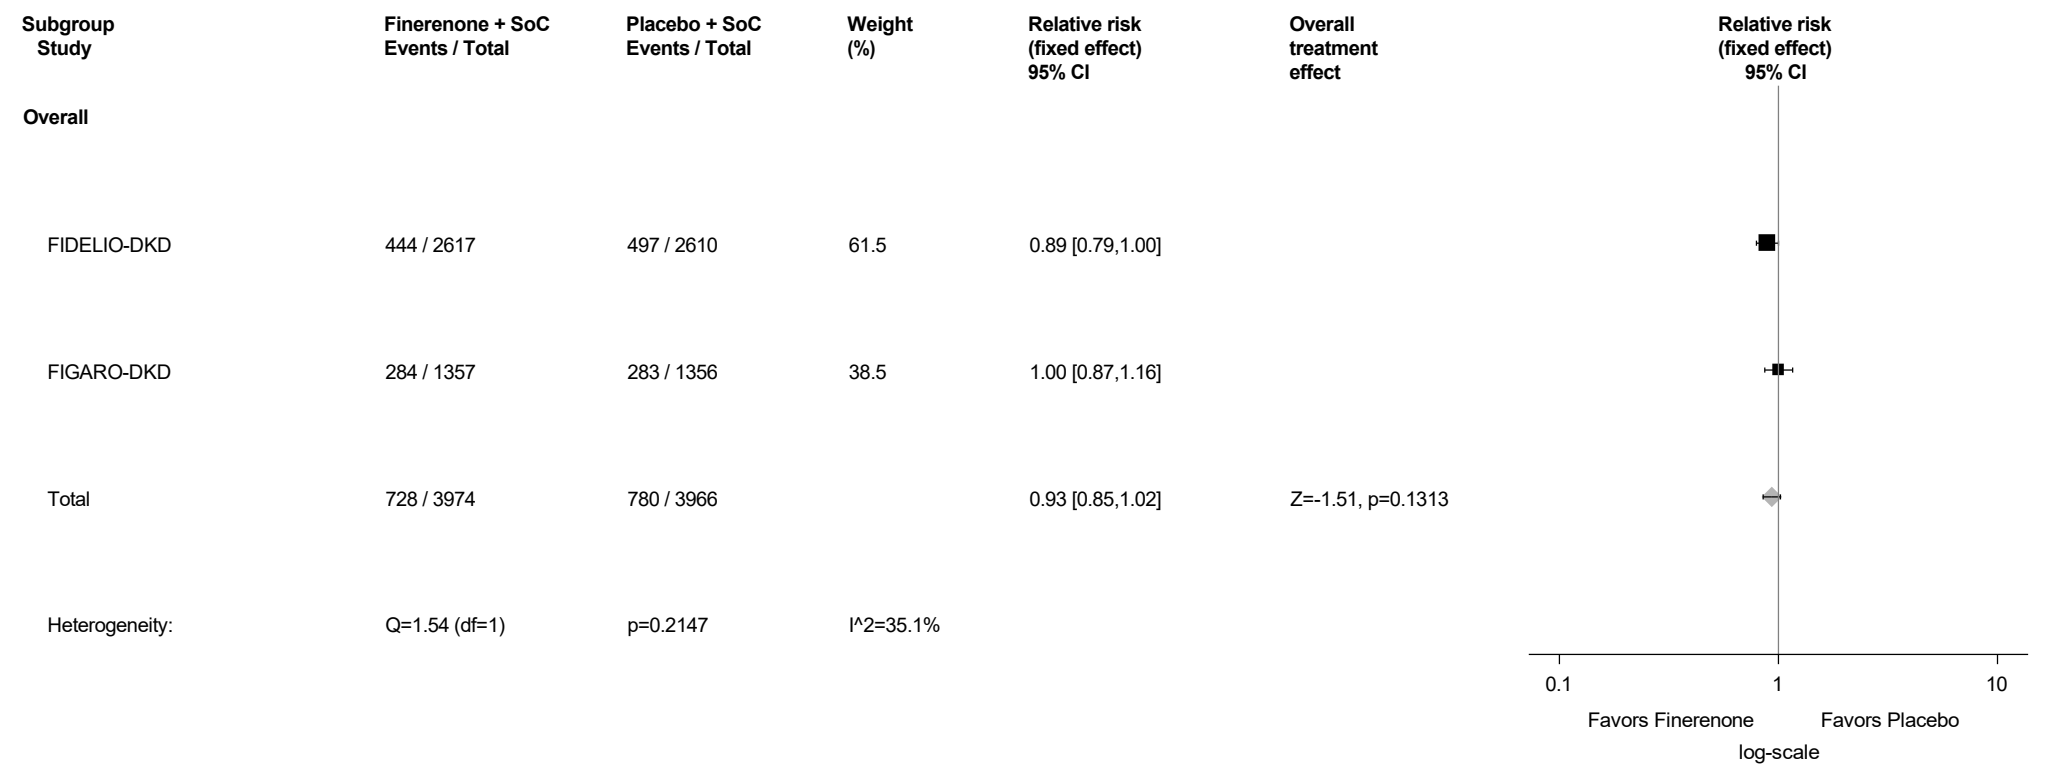 Subgroup Finerenone + SoC Placebo + SoC Weight Relative risk Overall Relative risk
Study Events / Total Events / Total (%) (fixed effect) treatment (fixed effect)
95% CI effect 95% CI
Overall
FIDELIO-DKD 444 / 2617 497 / 2610 61.5 0.89 [0.79,1.00]
FIGARO-DKD 284 / 1357 283 / 1356 38.5 1.00 [0.87,1.16]
Total 728 / 3974 780 / 3966 0.93 [0.85,1.02] Z=-1.51, p=0.1313
Heterogeneity: Q=1.54 (df=1) p=0.2147 I^2=35.1%
0.1 1 10
Favors Finerenone Favors Placebo
log-scale